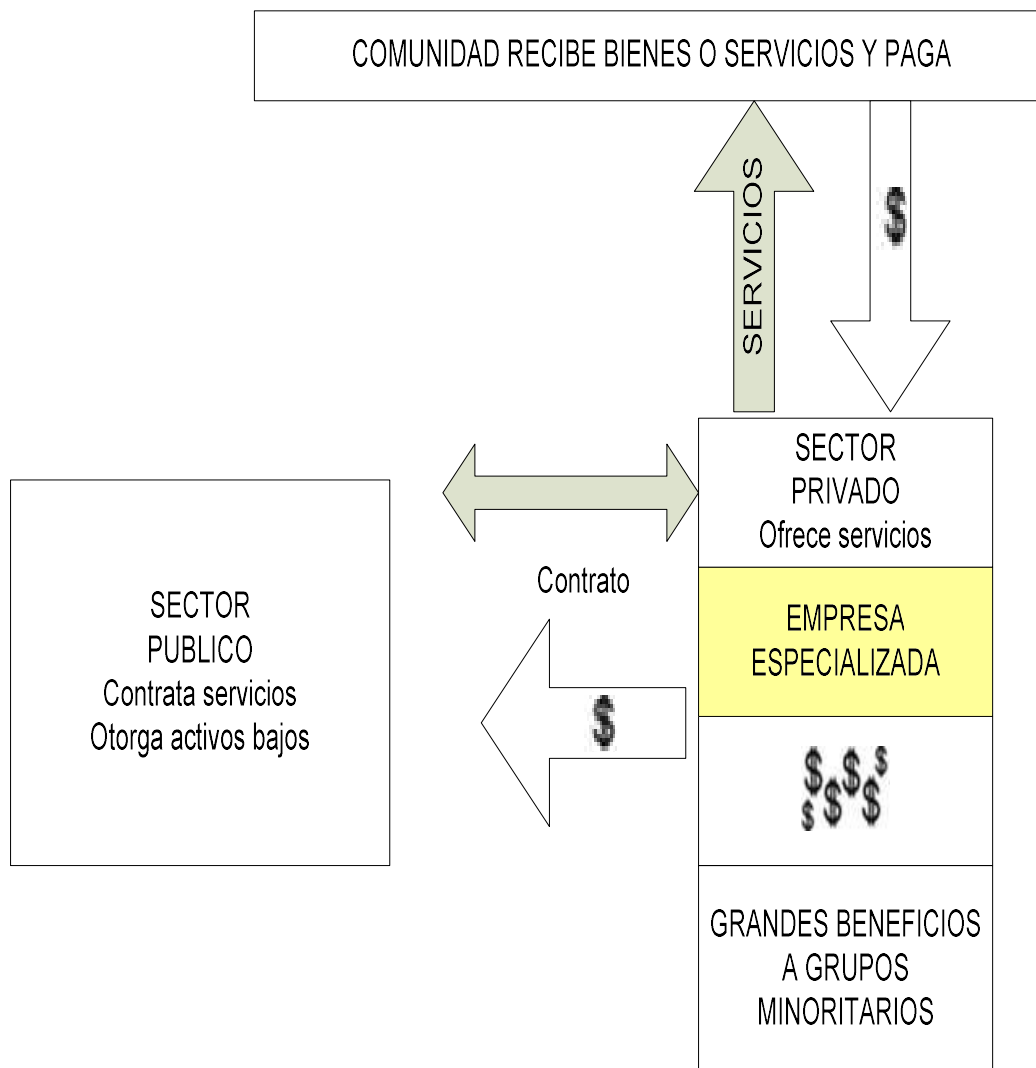 COMUNIDAD RECIBE BIENES O SERVICIOS Y PAGA
SERVICIOS
$
SECTOR
PRIVADO
Ofrece servicios
Contrato
EMPRESA
ESPECIALIZADA
SECTOR
PUBLICO
Contrata servicios
Otorga activos bajos
$
$ $ $
$ $ $
GRANDES BENEFICIOS
A GRUPOS
MINORITARIOS